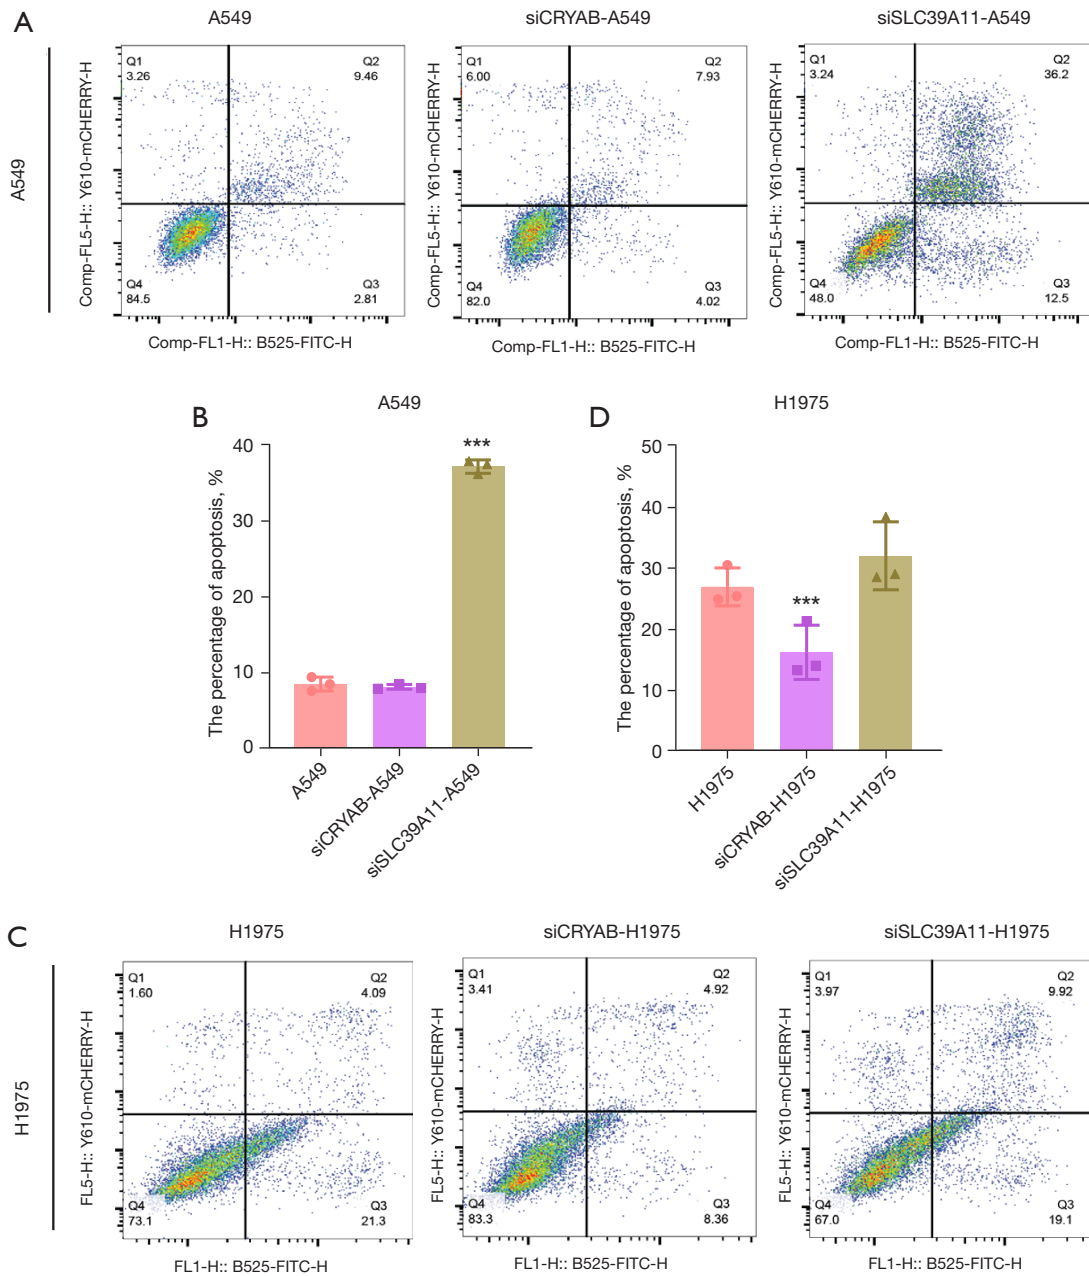 A
A549
siCRYAB-A549
siSLC39A11-A549
A549
Comp-FL5-H:: Y610-mCHERRY-H
Q1
3.26
Q2
9.46
Q4
84.5
Q3
2.81
Comp-FL1-H:: B525-FITC-H
Comp-FL5-H:: Y610-mCHERRY-H
Q1
6.00
Q2
7.93
Q4
82.0
Q3
4.02
Comp-FL1-H:: B525-FITC-H
Comp-FL5-H:: Y610-mCHERRY-H
Q1
3.24
Q2
36.2
Q4
48.0
Q3
12.5
Comp-FL1-H:: B525-FITC-H
B
A549
The percentage of apoptosis, %
40
30
20
10
0
***
A549
siCRYAB-A549
siSLC39A11-A549
D
H1975
The percentage of apoptosis, %
50
40
30
20
10
0
***
H1975
siCRYAB-H1975
siSLC39A11-H1975
C
H1975
siCRYAB-H1975
siSLC39A11-H1975
H1975
FL5-H:: Y610-mCHERRY-H
Q1
1.60
Q2
4.09
Q4
73.1
Q3
21.3
FL1-H:: B525-FITC-H
FL5-H:: Y610-mCHERRY-H
Q1
3.41
Q2
4.92
Q4
83.3
Q3
8.36
FL1-H:: B525-FITC-H
FL5-H:: Y610-mCHERRY-H
Q1
3.97
Q2
9.92
Q4
67.0
Q3
19.1
FL1-H:: B525-FITC-H